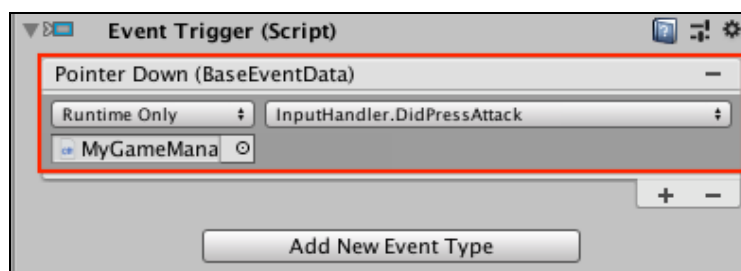 Event Trigger (Script)
Pointer Down (BaseEventData)
Runtime Only InputHandler.DidPressAttack
MyGameMana
Add New Event Type